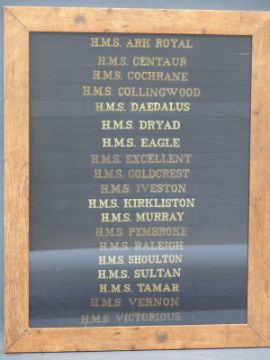 H.M.S. ARK ROYAL
H.M.S. CENTAUR
H.M.S. COCHRANE
H.M.S. COLLINGWOOD
H.M.S. DAEDALUS
H.M.S. DRYAD
H.M.S. EAGLE
H.M.S. EXCELLENT
H.M.S. GOLDCREST
H.M.S. IVESTON
H.M.S. KIRKLISTON
H.M.S. MURRAY
H.M.S. PEMBROKE
H.M.S. RALEIGH
H.M.S. SHOULTON
H.M.S. SULTAN
H.M.S. TAMAR
H.M.S. VERNON
H.M.S. VICTORIOUS